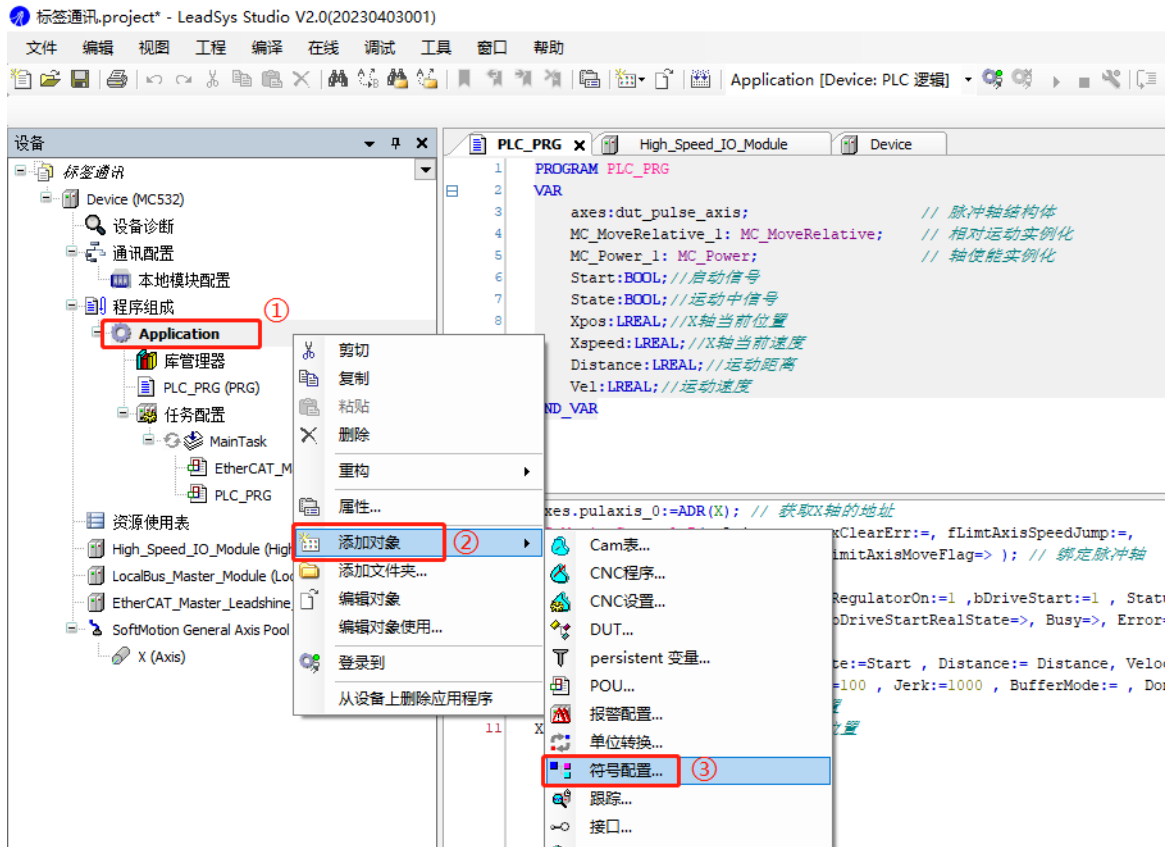 标签通讯.project* - LeadSys Studio V2.0(20230403001)
文件 编辑 视图 工程 编译 在线 调试 工具 窗口 帮助
Application [Device: PLC 逻辑]
设备
标签通讯
Device (MC532)
设备诊断
通讯配置
本地模块配置
程序组成
①
Application
库管理器
PLC_PRG (PRG)
任务配置
MainTask
EtherCAT_M
PLC_PRG
资源使用表
High_Speed_IO_Module (High
LocalBus_Master_Module (Loc
EtherCAT_Master_Leadshine
SoftMotion General Axis Pool
X (Axis)
剪切
复制
粘贴
删除
重构
属性...
添加对象 ②
添加文件夹...
编辑对象
编辑对象使用...
登录到
从设备上删除应用程序
Cam表...
CNC程序...
CNC设置...
DUT...
persistent 变量...
POU...
报警配置...
单位转换...
符号配置... ③
跟踪...
接口...
PLC_PRG High_Speed_IO_Module Device
1 PROGRAM PLC_PRG
2 VAR
3 axes:dut_pulse_axis; // 脉冲轴结构体
4 MC_MoveRelative_1: MC_MoveRelative; // 相对运动实例化
5 MC_Power_1: MC_Power; // 轴使能实例化
6 Start:BOOL;//启动信号
7 State:BOOL;//运动中信号
8 Xpos:LREAL;//X轴当前位置
Xspeed:LREAL;//X轴当前速度
Distance:LREAL;//运动距离
Vel:LREAL;//运动速度
ND_VAR
xes.pulaxis_0:=ADR(X); // 获取X轴的地址
xClearErr:=, fLimtAxisSpeedJump:=,
imitAxisMoveFlag=> ); // 绑定脉冲轴
RegulatorOn:=1 ,bDriveStart:=1 , Statu
bDriveStartRealState=>, Busy=>, Error=
te:=Start , Distance:= Distance, Veloc
=100 , Jerk:=1000 , BufferMode:= , Don
置
11 X 位置